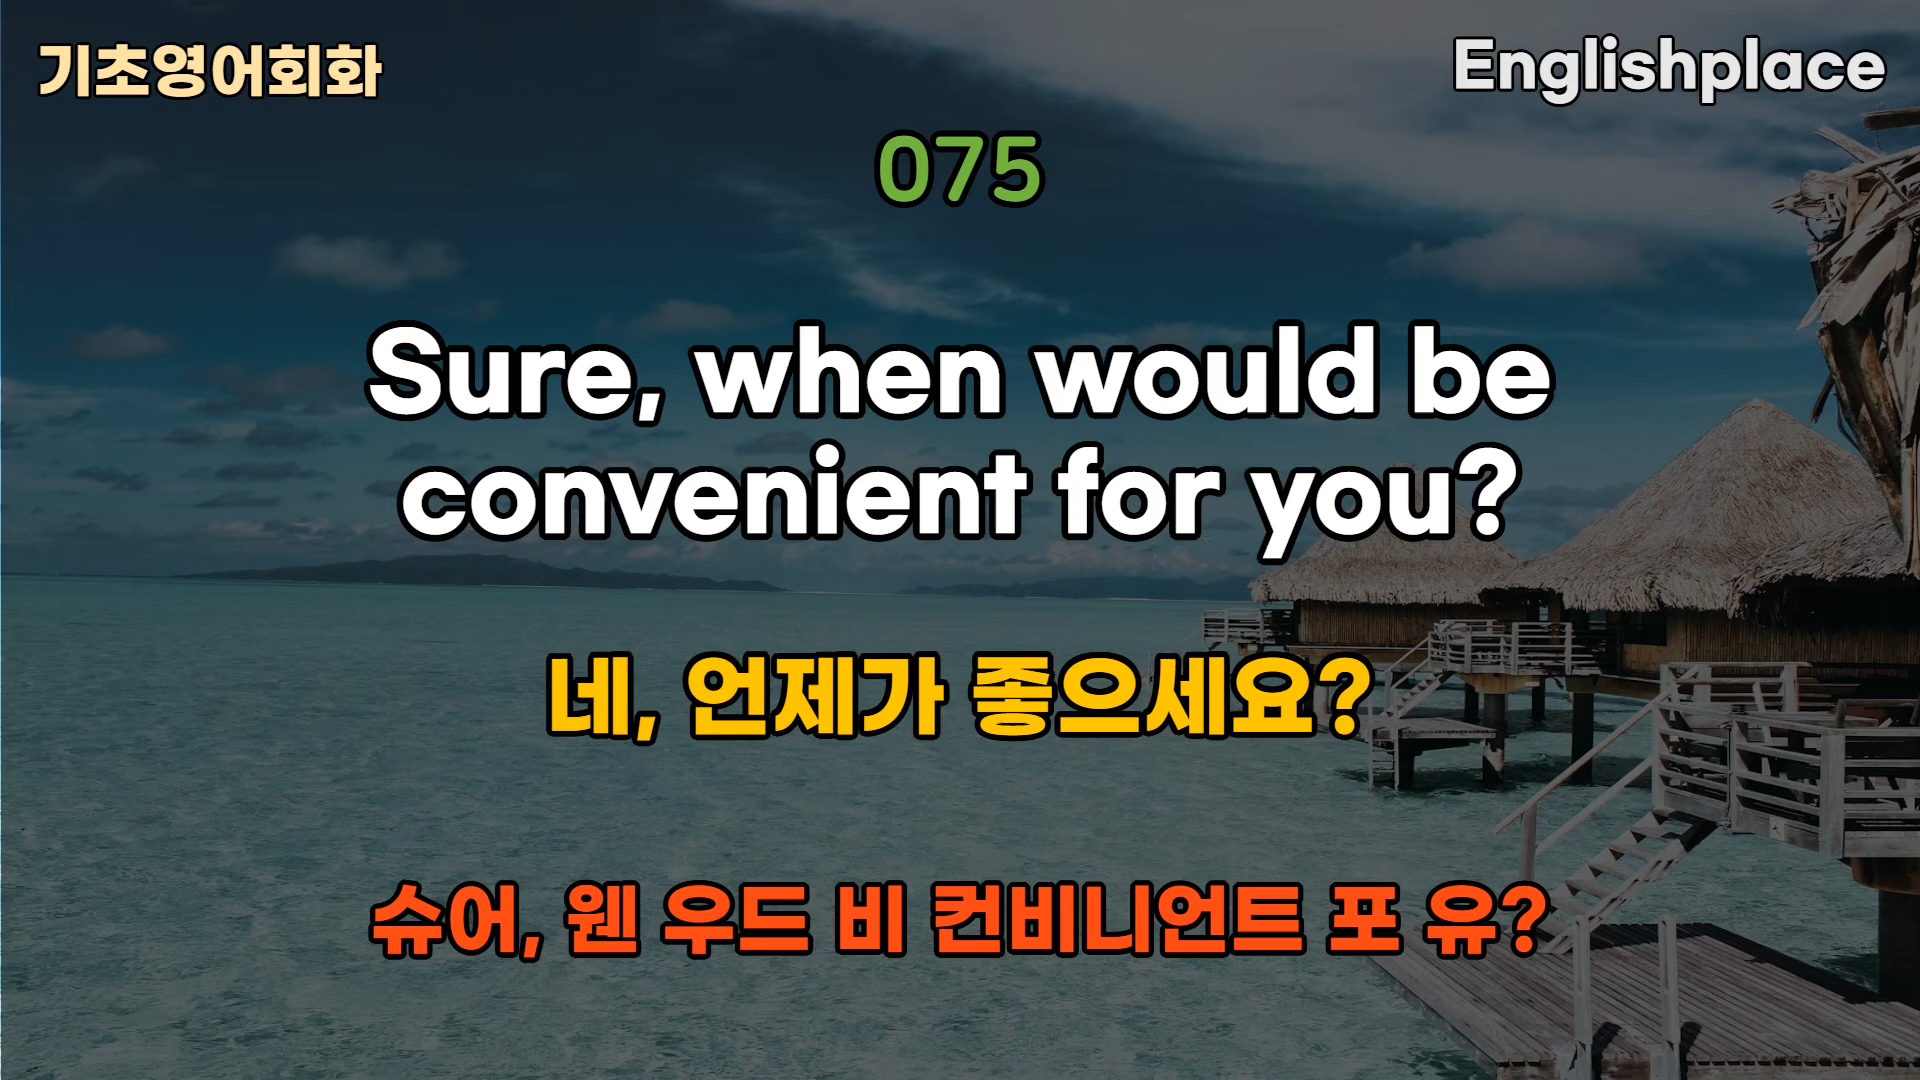 기초영어회화
Englishplace
075
Sure, when would be
convenient for you?
네, 언제가 좋으세요?
슈어, 웬 우드 비 컨비니언트 포 유?